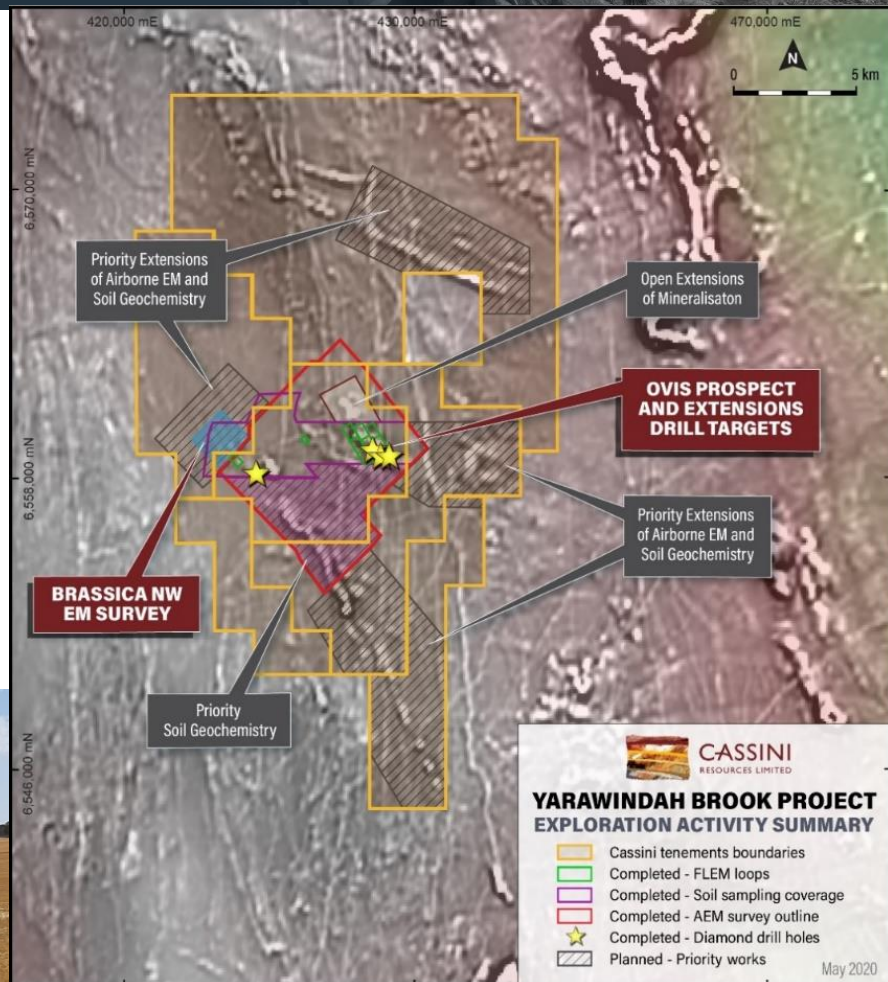 420,000 mE
430,000 mE
470,000 mE
N
0
5 km
6,570,000 mN
6,558,000 mN
6,546,000 mN
Priority Extensions
of Airborne EM and
Soil Geochemistry
Open Extensions
of Mineralisaton
OVIS PROSPECT
AND EXTENSIONS
DRILL TARGETS
Priority Extensions
of Airborne EM and
Soil Geochemistry
BRASSICA NW
EM SURVEY
Priority
Soil Geochemistry
CASSINI
RESOURCES LIMITED
YARAWINDAH BROOK PROJECT
EXPLORATION ACTIVITY SUMMARY
Cassini tenements boundaries
Completed - FLEM loops
Completed - Soil sampling coverage
Completed - AEM survey outline
Completed - Diamond drill holes
Planned - Priority works
May 2020